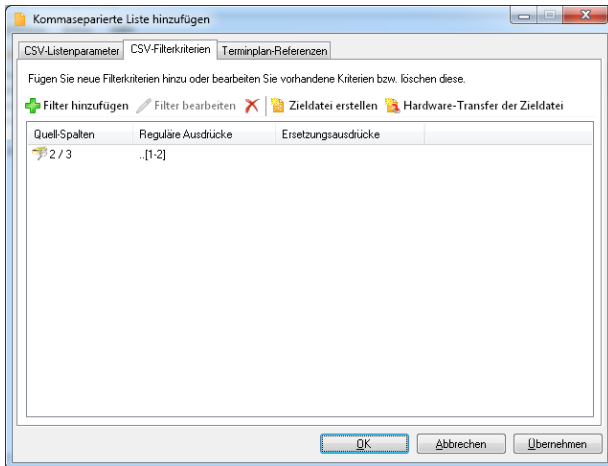 Kommaseparierte Liste hinzufügen
CSV-Listenparameter CSV-Filterkriterien Terminplan-Referenzen
Fügen Sie neue Filterkriterien hinzu oder bearbeiten Sie vorhandene Kriterien bzw. löschen diese.
Filter hinzufügen Filter bearbeiten Zieldatei erstellen Hardware-Transfer der Zieldatei
Quell-Spalten Reguläre Ausdrücke Ersetzungsausdrücke
2 / 3 ..[1-2]
OK Abbrechen Übernehmen